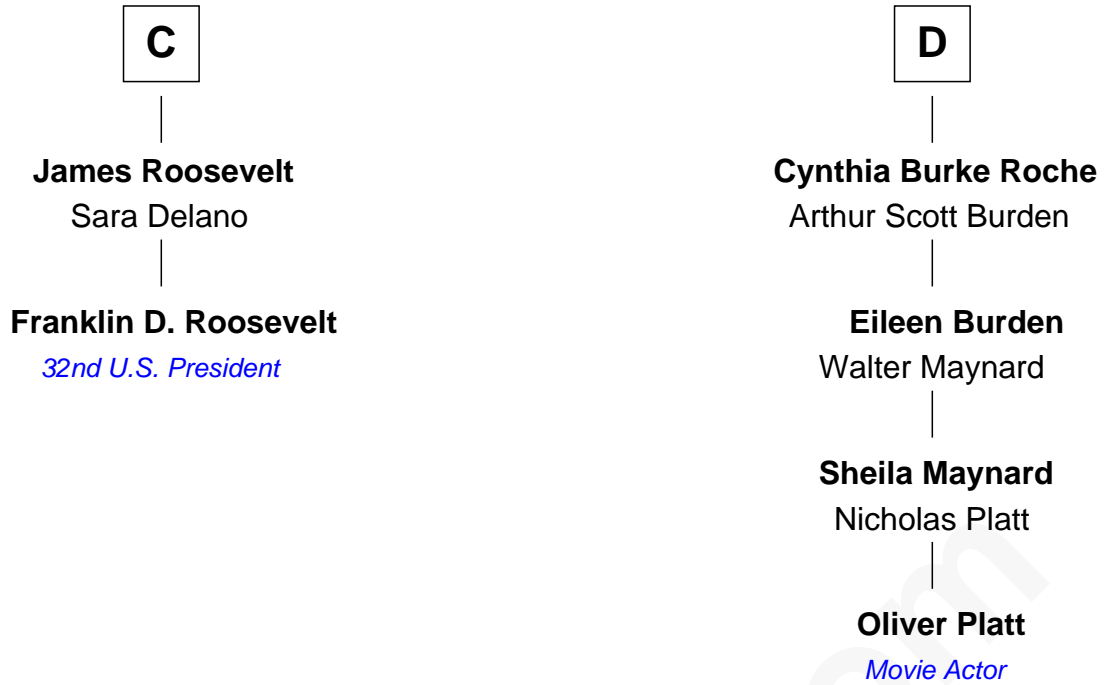 C
James Roosevelt
Sara Delano
Franklin D. Roosevelt
32nd U.S. President
D
Cynthia Burke Roche
Arthur Scott Burden
Eileen Burden
Walter Maynard
Sheila Maynard
Nicholas Platt
Oliver Platt
Movie Actor